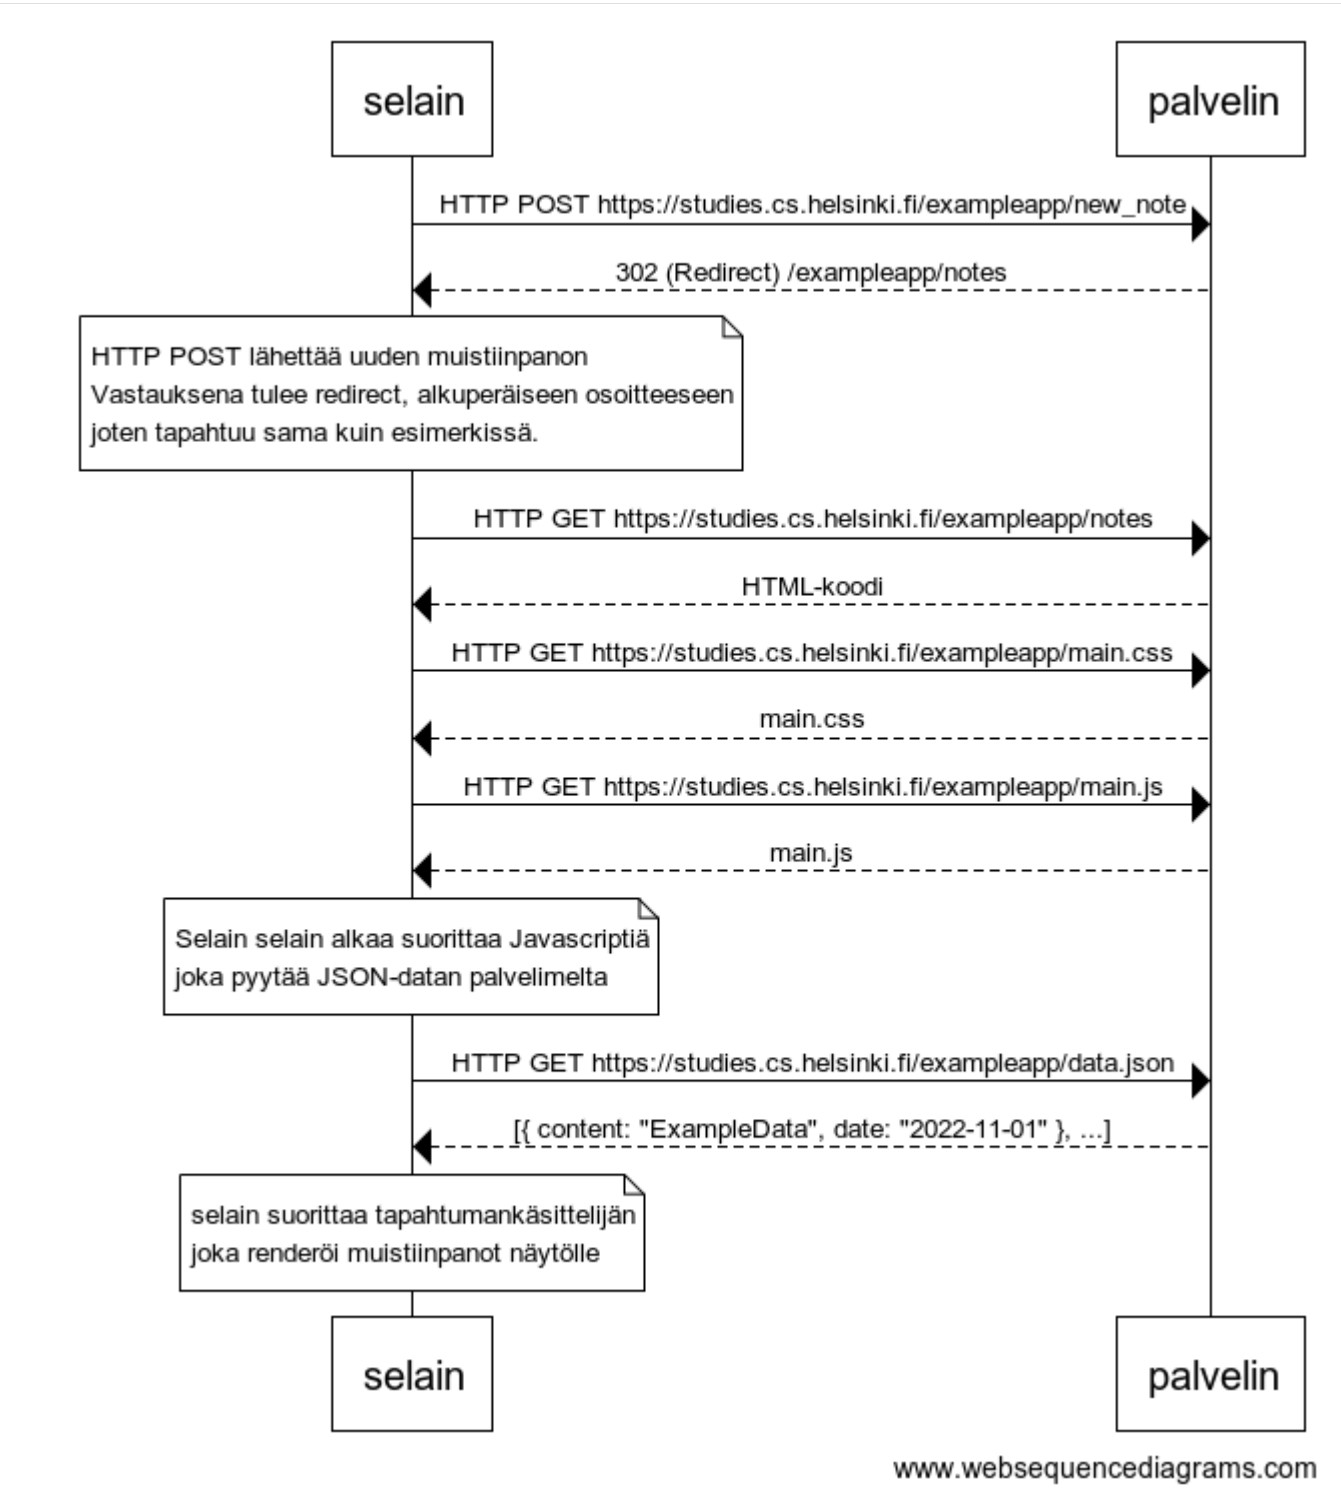 selain
palvelin
HTTP POST https://studies.cs.helsinki.fi/exampleapp/new_note
302 (Redirect) /exampleapp/notes
HTTP POST lähettää uuden muistiinpanon
Vastauksena tulee redirect, alkuperäiseen osoitteeseen
joten tapahtuu sama kuin esimerkissä.
HTTP GET https://studies.cs.helsinki.fi/exampleapp/notes
HTML-koodi
HTTP GET https://studies.cs.helsinki.fi/exampleapp/main.css
main.css
HTTP GET https://studies.cs.helsinki.fi/exampleapp/main.js
main.js
Selain selain alkaa suorittaa Javascriptiä
joka pyytää JSON-datan palvelimelta
HTTP GET https://studies.cs.helsinki.fi/exampleapp/data.json
[{ content: "ExampleData", date: "2022-11-01" }, ...]
selain suorittaa tapahtumankäsittelijän
joka renderöi muistiinpanot näytölle
selain
palvelin
www.websequencediagrams.com